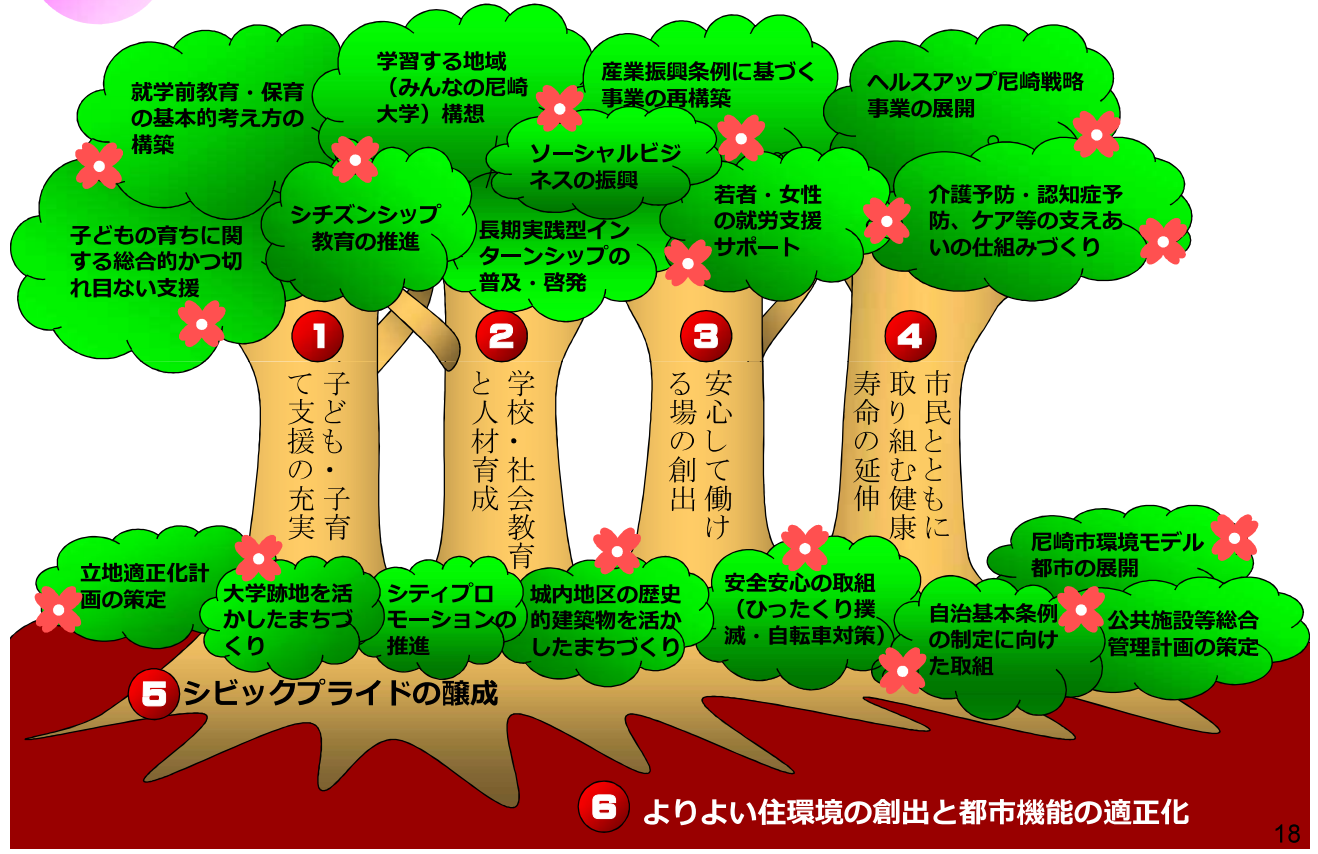 就学前教育・保育
の基本的考え方の
構築
学習する地域
（みんなの尼崎
大学）構想
産業振興条例に基づく
事業の再構築
ヘルスアップ尼崎戦略
事業の展開
ソーシャルビジ
ネスの振興
子どもの育ちに関
する総合的かつ切
れ目ない支援
シチズンシップ
教育の推進
長期実践型イン
ターンシップの
普及・啓発
若者・女性
の就労支援
サポート
介護予防・認知症予
防、ケア等の支えあ
いの仕組みづくり
1
子ども・子育
て支援の充実
2
学校・社会教育
と人材育成
3
安心して働け
る場の創出
4
市民とともに
取り組む健康
寿命の延伸
立地適正化計
画の策定
大学跡地を活
かしたまちづ
くり
シティプロ
モーションの
推進
城内地区の歴史
的建築物を活か
したまちづくり
安全安心の取組
（ひったくり撲
滅・自転車対策）
自治基本条例
の制定に向け
た取組
尼崎市環境モデル
都市の展開
公共施設等総合
管理計画の策定
5 シビックプライドの醸成
6 よりよい住環境の創出と都市機能の適正化
18